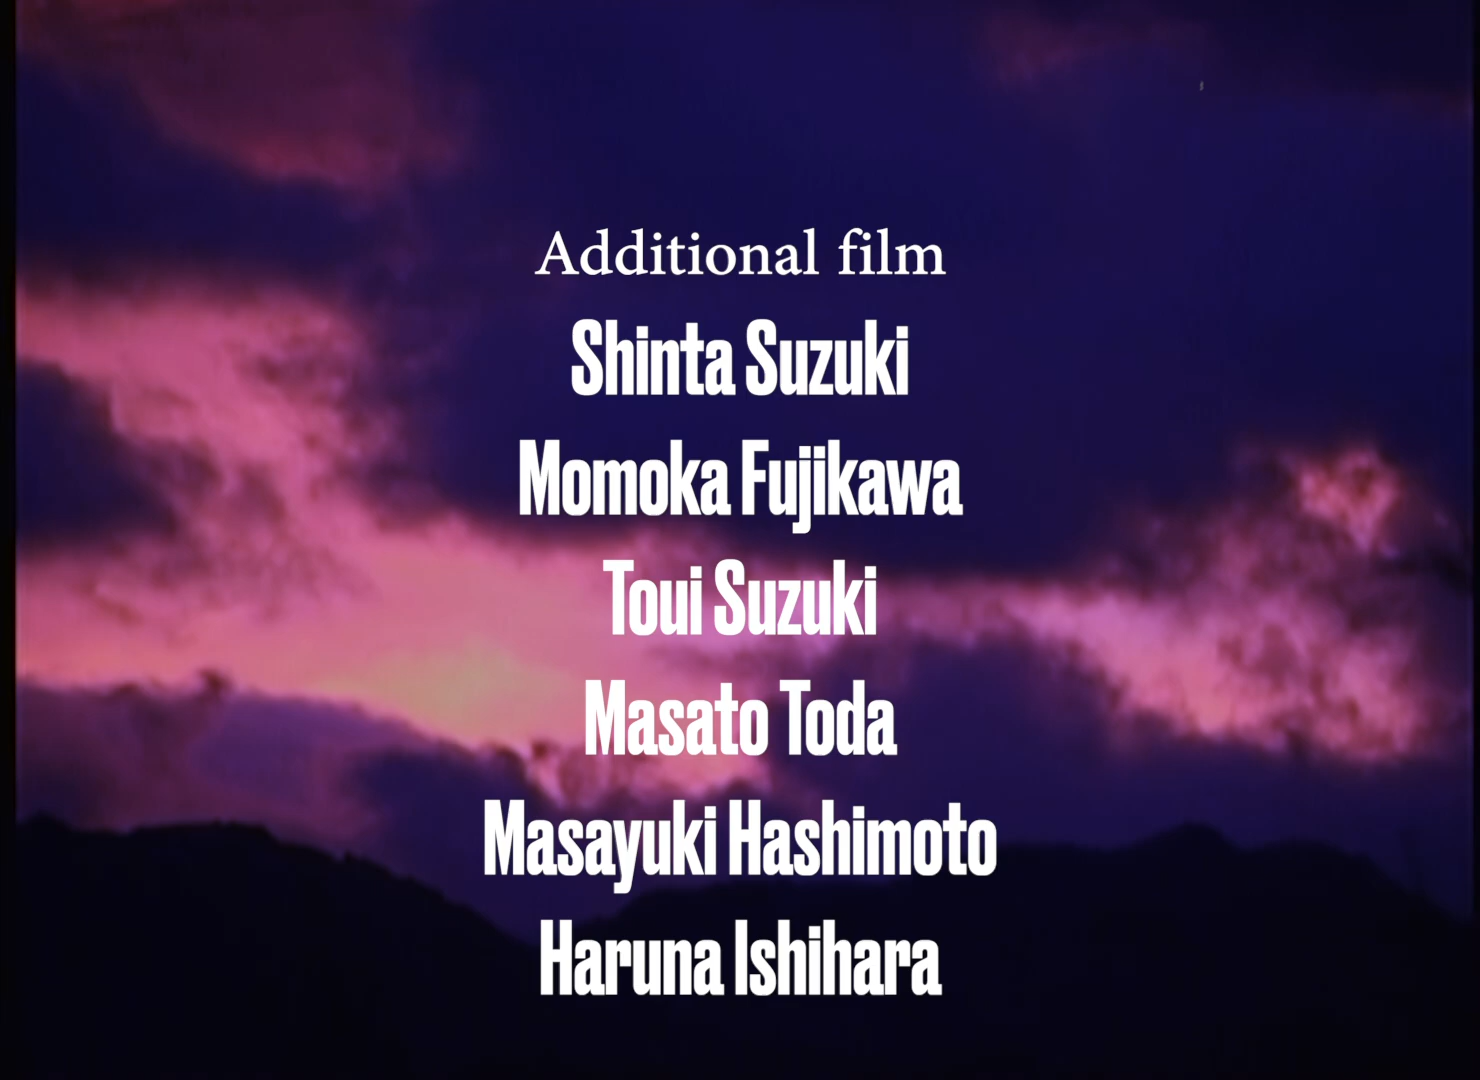 Additional film
Shinta Suzuki
Momoka Fujikawa
Toui Suzuki
Masato Toda
Masayuki Hashimoto
Haruna Ishihara